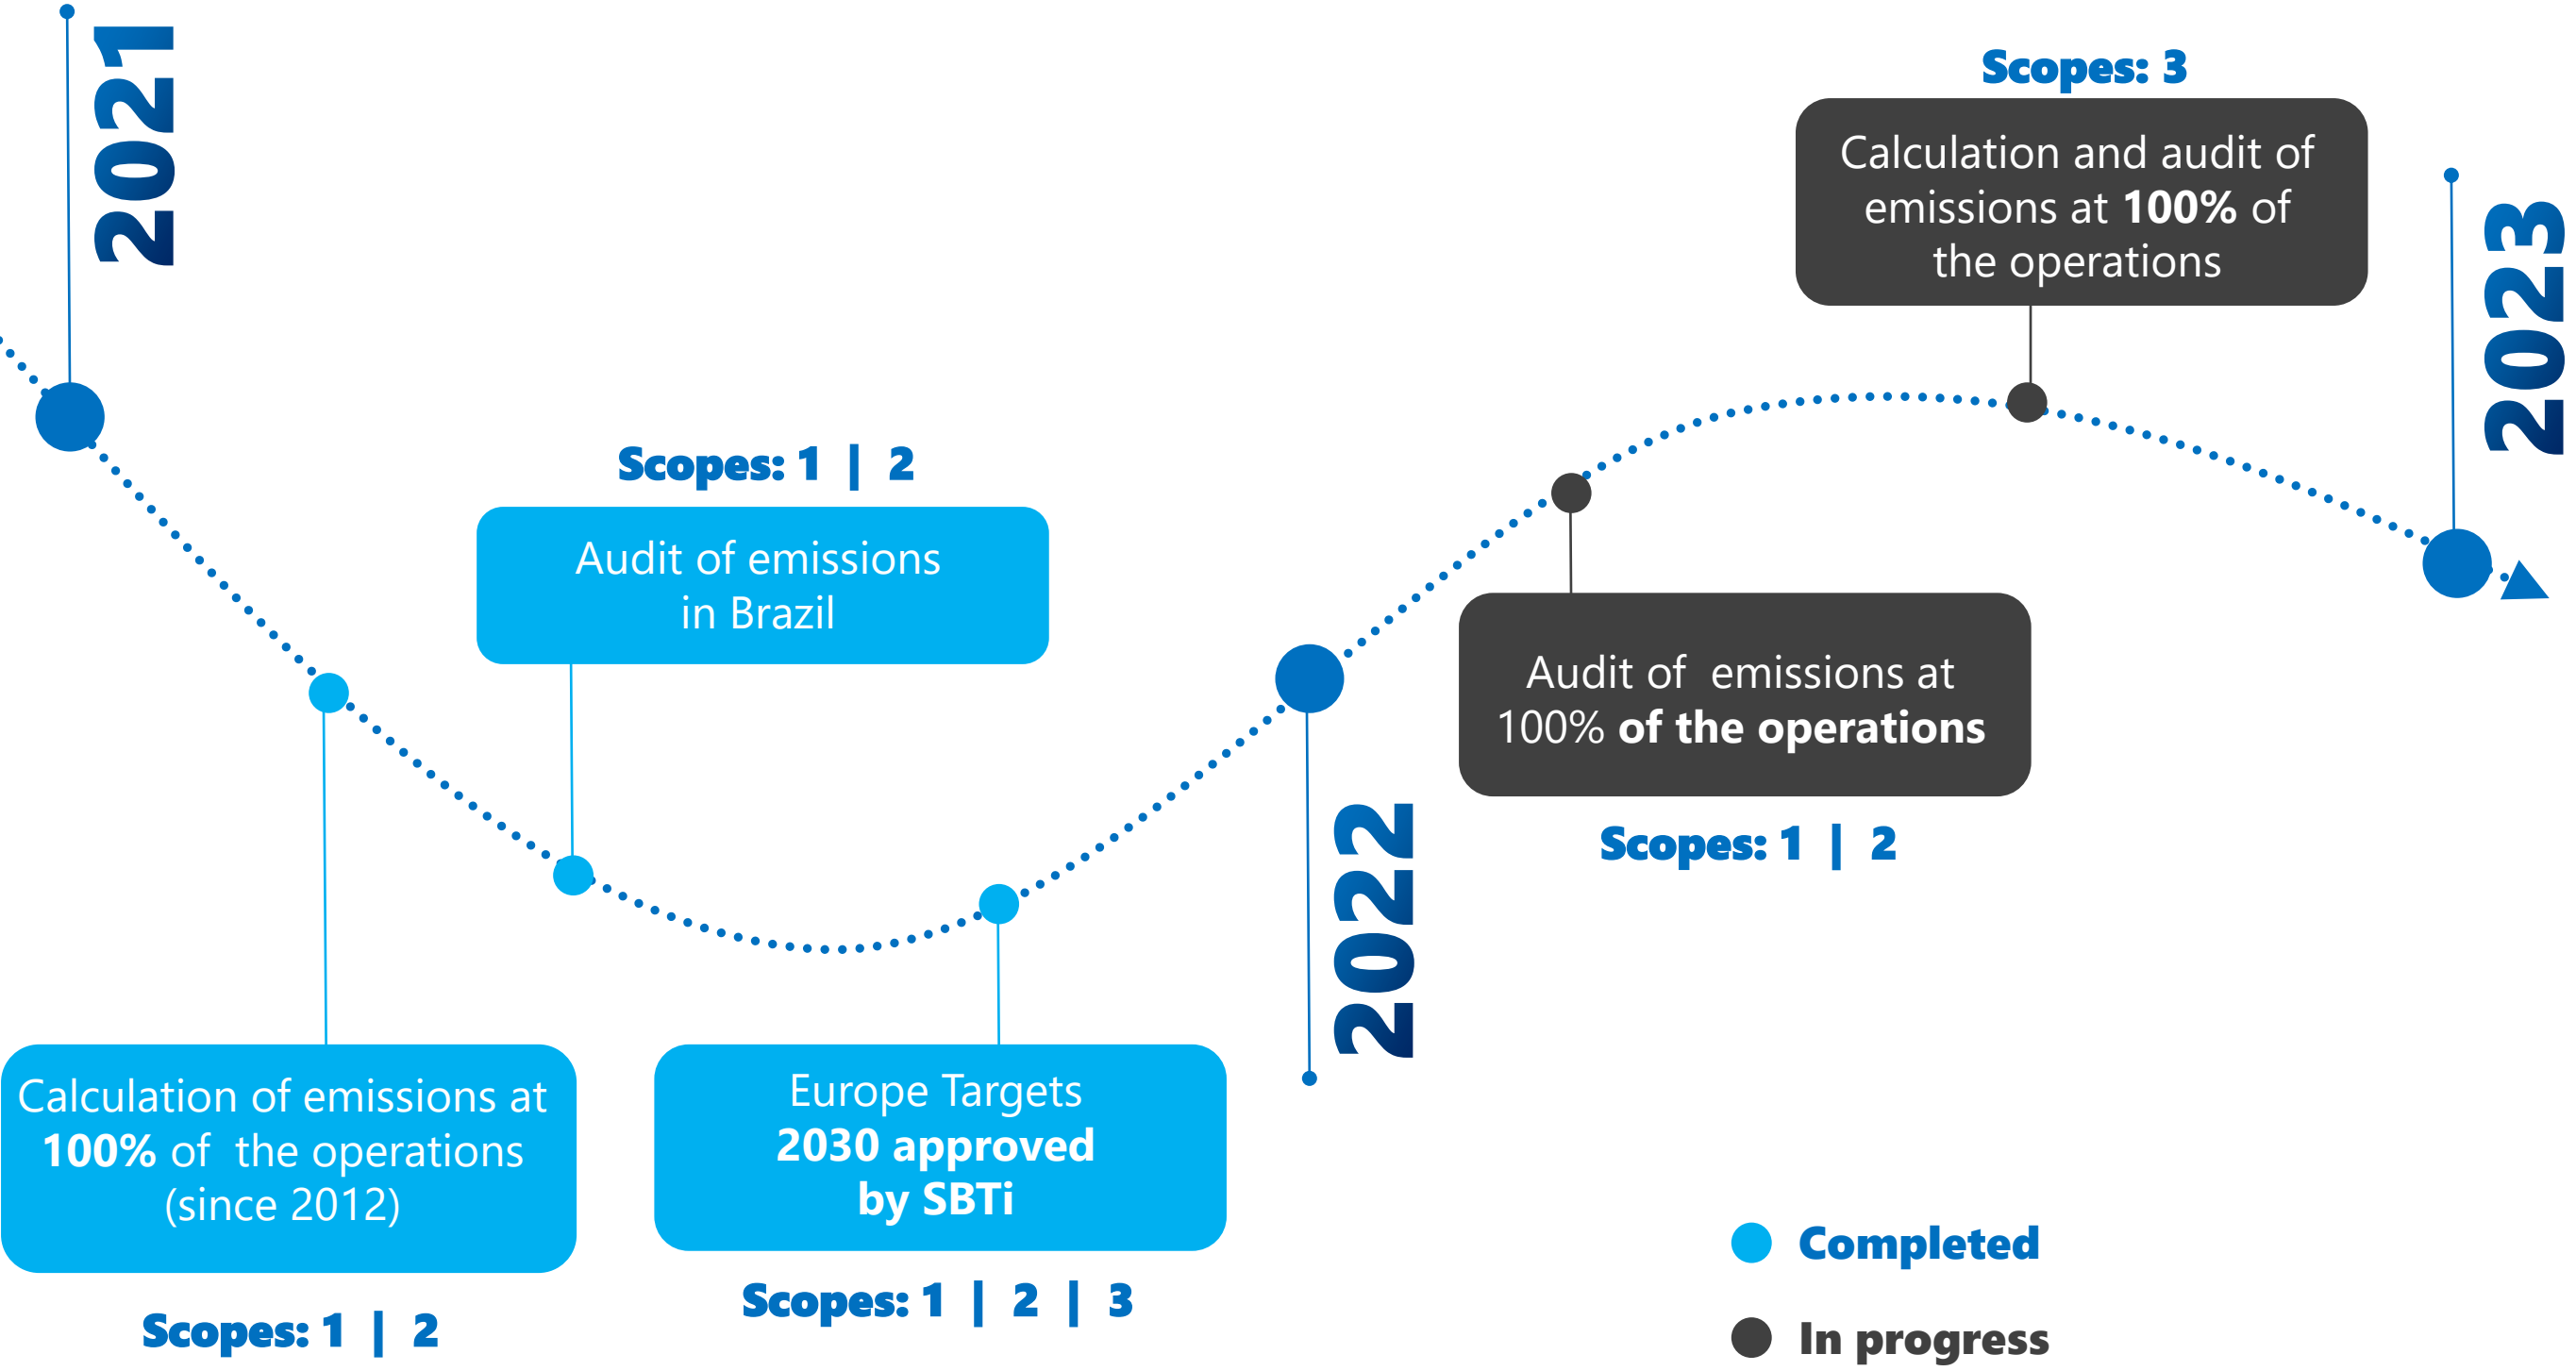 2021
Calculation of emissions at
100% of the operations
(since 2012)
Scopes: 1 | 2
Scopes: 1 | 2
Audit of emissions
in Brazil
Europe Targets
2030 approved
by SBTi
Scopes: 1 | 2 | 3
2022
Audit of emissions at
100% of the operations
Scopes: 1 | 2
Scopes: 3
Calculation and audit of
emissions at 100% of
the operations
2023
Completed
In progress